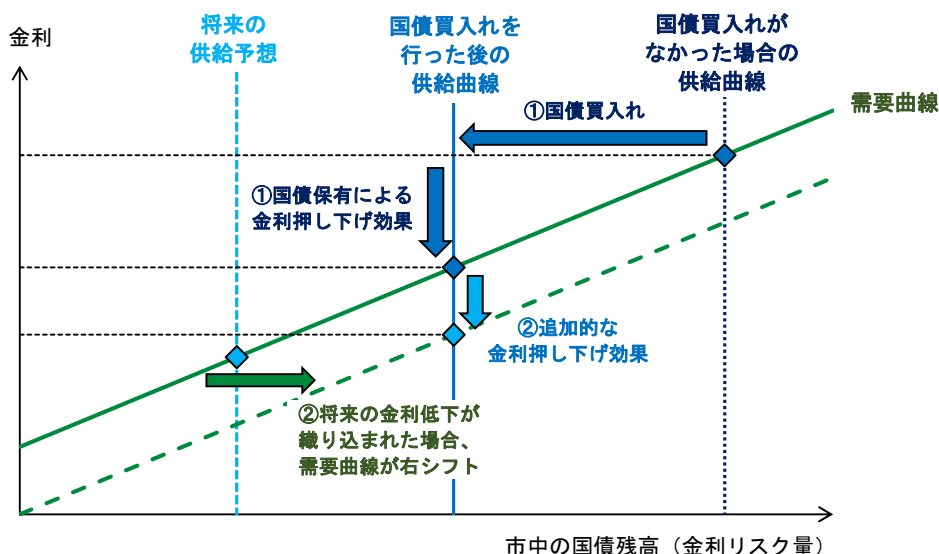 金利
将来の
供給予想
国債買入れを
行った後の
供給曲線
国債買入れが
なかった場合の
供給曲線
需要曲線
①国債買入れ
①国債保有による
金利押し下げ効果
②追加的な
金利押し下げ効果
②将来の金利低下が
織り込まれた場合、
需要曲線が右シフト
市中の国債残高（金利リスク量）